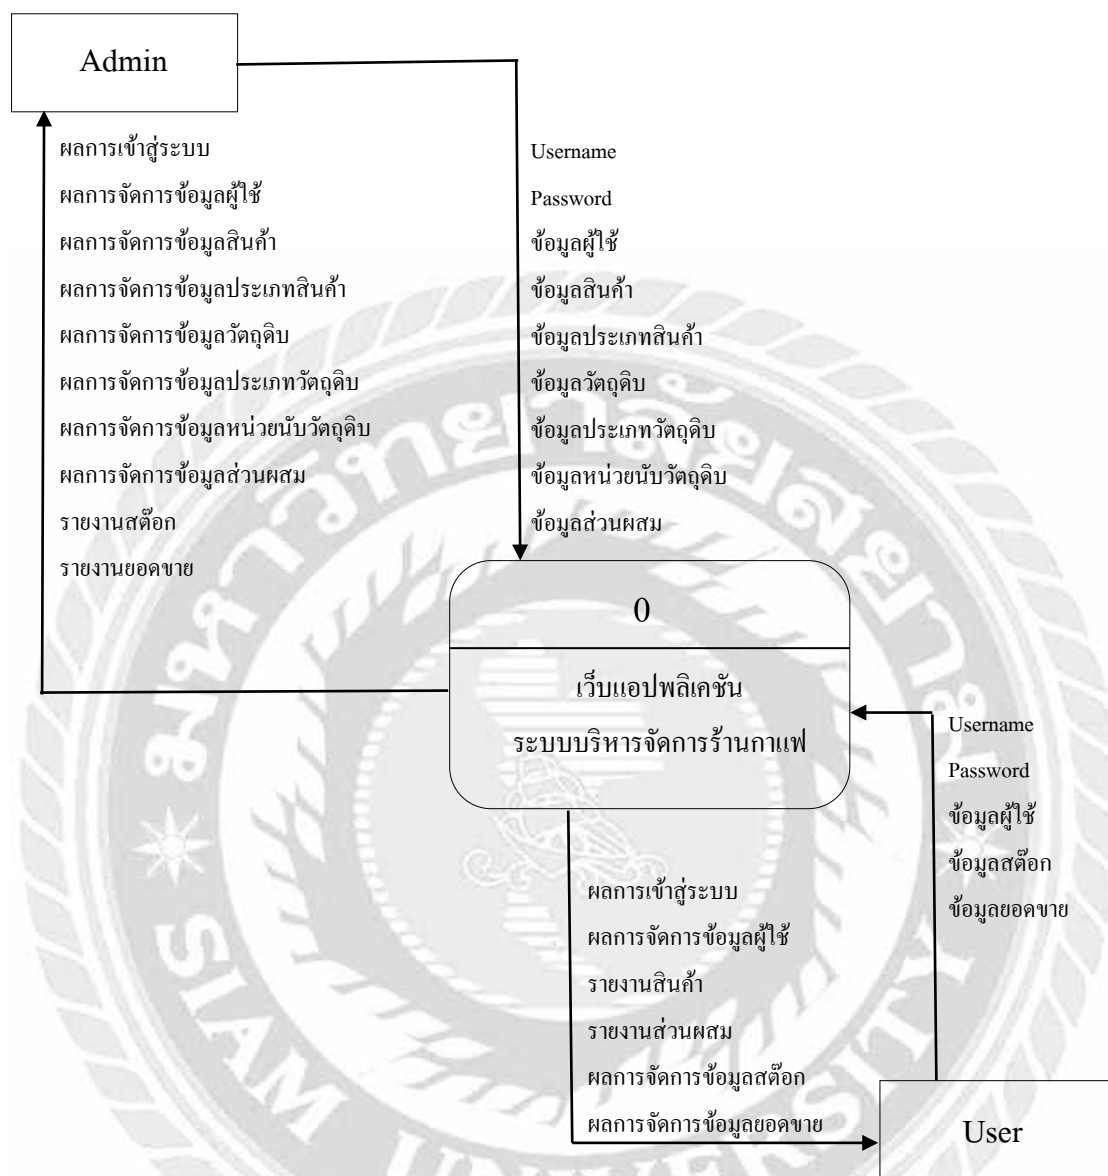 Admin
ผลการเข้าสู่ระบบ
ผลการจัดการข้อมูลผู้ใช้
ผลการจัดการข้อมูลสินค้า
ผลการจัดการข้อมูลประเภทสินค้า
ผลการจัดการข้อมูลวัตถุดิบ
ผลการจัดการข้อมูลประเภทวัตถุดิบ
ผลการจัดการข้อมูลหน่วยนับวัตถุดิบ
ผลการจัดการข้อมูลส่วนผสม
รายงานสต๊อก
รายงานยอดขาย
Username
Password
ข้อมูลผู้ใช้
ข้อมูลสินค้า
ข้อมูลประเภทสินค้า
ข้อมูลวัตถุดิบ
ข้อมูลประเภทวัตถุดิบ
ข้อมูลหน่วยนับวัตถุดิบ
ข้อมูลส่วนผสม
0
เว็บแอปพลิเคชัน
ระบบบริหารจัดการร้านกาแฟ
Username
Password
ข้อมูลผู้ใช้
ข้อมูลสต๊อก
ข้อมูลยอดขาย
ผลการเข้าสู่ระบบ
ผลการจัดการข้อมูลผู้ใช้
รายงานสินค้า
รายงานส่วนผสม
ผลการจัดการข้อมูลสต๊อก
ผลการจัดการข้อมูลยอดขาย
User
มหาวิทยาลัยสยาม
SIAM UNIVERSITY